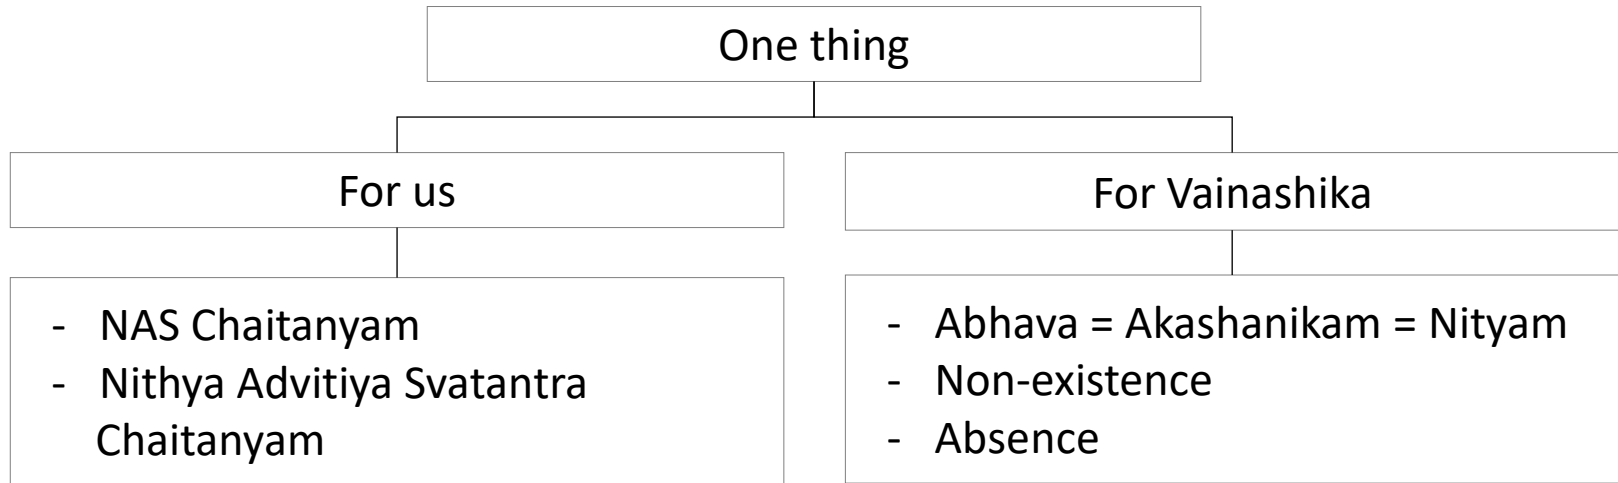 One thing
For us
For Vainashika
- NAS Chaitanyam
- Nithya Advitiya Svatantra
Chaitanyam
- Abhava = Akashanikam = Nityam
- Non-existence
- Absence